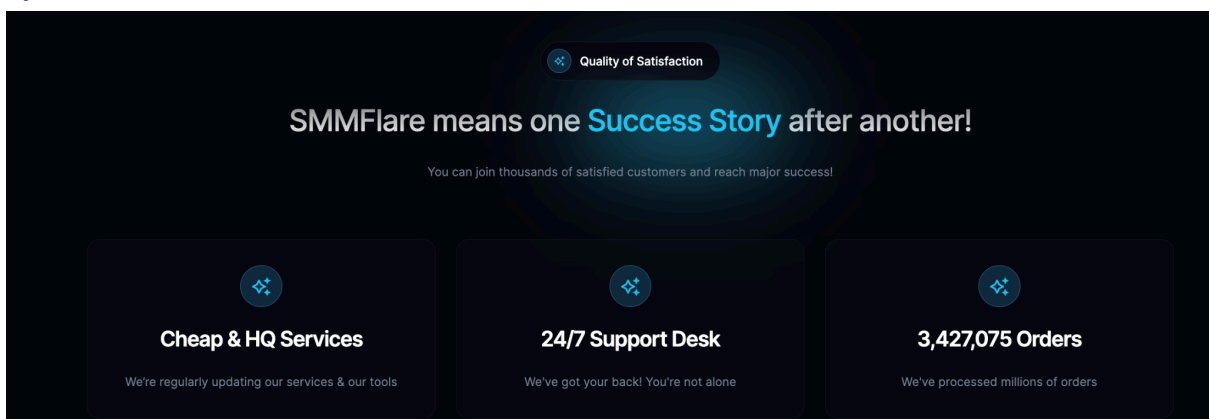 Quality of Satisfaction
SMMFlare means one Success Story after another!
You can join thousands of satisfied customers and reach major success!
Cheap & HQ Services
We're regularly updating our services & our tools
24/7 Support Desk
We've got your back! You're not alone
3,427,075 Orders
We've processed millions of orders